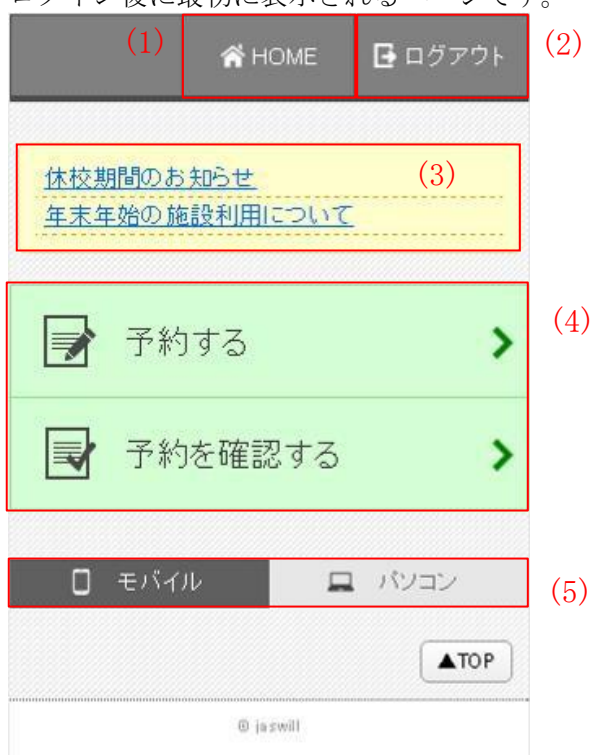 ログイン後に最初に表示されるページです。
(1) HOME ログアウト (2)
休校期間のお知らせ (3)
年末年始の施設利用について
予約する (4)
予約を確認する
モバイル パソコン (5)
▲TOP
© jaswill